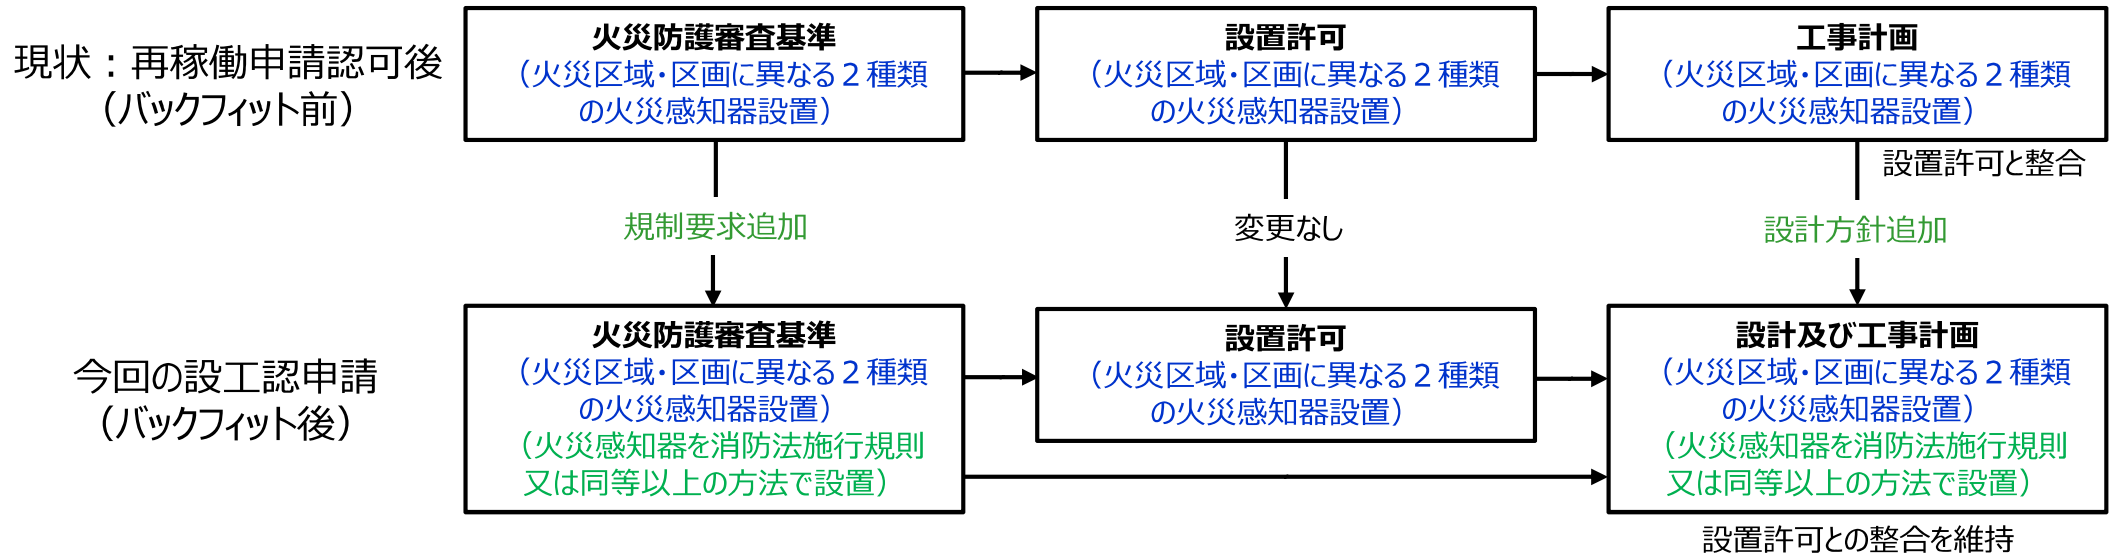 現状：再稼働申請認可後
（バックフィット前）
火災防護審査基準
（火災区域・区画に異なる２種類
の火災感知器設置）
設置許可
（火災区域・区画に異なる２種類
の火災感知器設置）
工事計画
（火災区域・区画に異なる２種類
の火災感知器設置）
設置許可と整合
規制要求追加
変更なし
設計方針追加
今回の設工認申請
（バックフィット後）
火災防護審査基準
（火災区域・区画に異なる２種類
の火災感知器設置）
（火災感知器を消防法施行規則
又は同等以上の方法で設置）
設置許可
（火災区域・区画に異なる２種類
の火災感知器設置）
設計及び工事計画
（火災区域・区画に異なる２種類
の火災感知器設置）
（火災感知器を消防法施行規則
又は同等以上の方法で設置）
設置許可との整合を維持